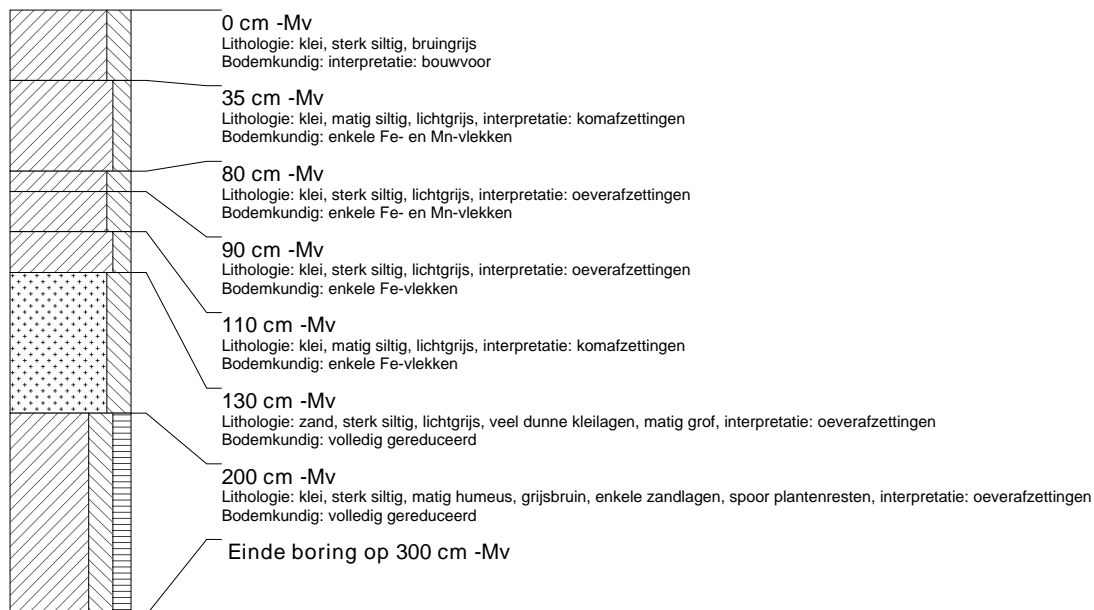 0 cm -Mv
Lithologie: klei, sterk siltig, bruingrijs
Bodemkundig: interpretatie: bouwvoor
35 cm -Mv
Lithologie: klei, matig siltig, lichtgrijs, interpretatie: komafzettingen
Bodemkundig: enkele Fe- en Mn-vlekken
80 cm -Mv
Lithologie: klei, sterk siltig, lichtgrijs, interpretatie: oeverafzettingen
Bodemkundig: enkele Fe- en Mn-vlekken
90 cm -Mv
Lithologie: klei, sterk siltig, lichtgrijs, interpretatie: oeverafzettingen
Bodemkundig: enkele Fe-vlekken
110 cm -Mv
Lithologie: klei, matig siltig, lichtgrijs, interpretatie: komafzettingen
Bodemkundig: enkele Fe-vlekken
130 cm -Mv
Lithologie: zand, sterk siltig, lichtgrijs, veel dunne kleilagen, matig grof, interpretatie: oeverafzettingen
Bodemkundig: volledig gereduceerd
200 cm -Mv
Lithologie: klei, sterk siltig, matig humeus, grijsbruin, enkele zandlagen, spoor plantenresten, interpretatie: oeverafzettingen
Bodemkundig: volledig gereduceerd
Einde boring op 300 cm -Mv